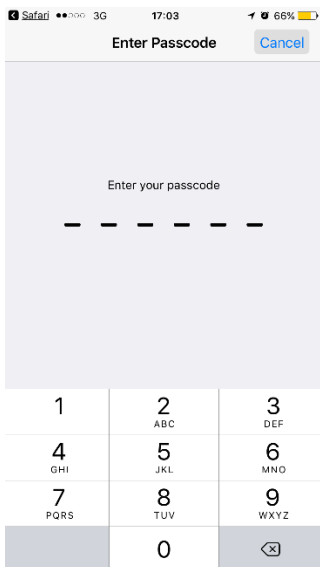 Safari 3G 17:03 66%
Enter Passcode Cancel
Enter your passcode
1 2 3
ABC DEF
4 5 6
GHI JKL MNO
7 8 9
PQRS TUV WXYZ
0